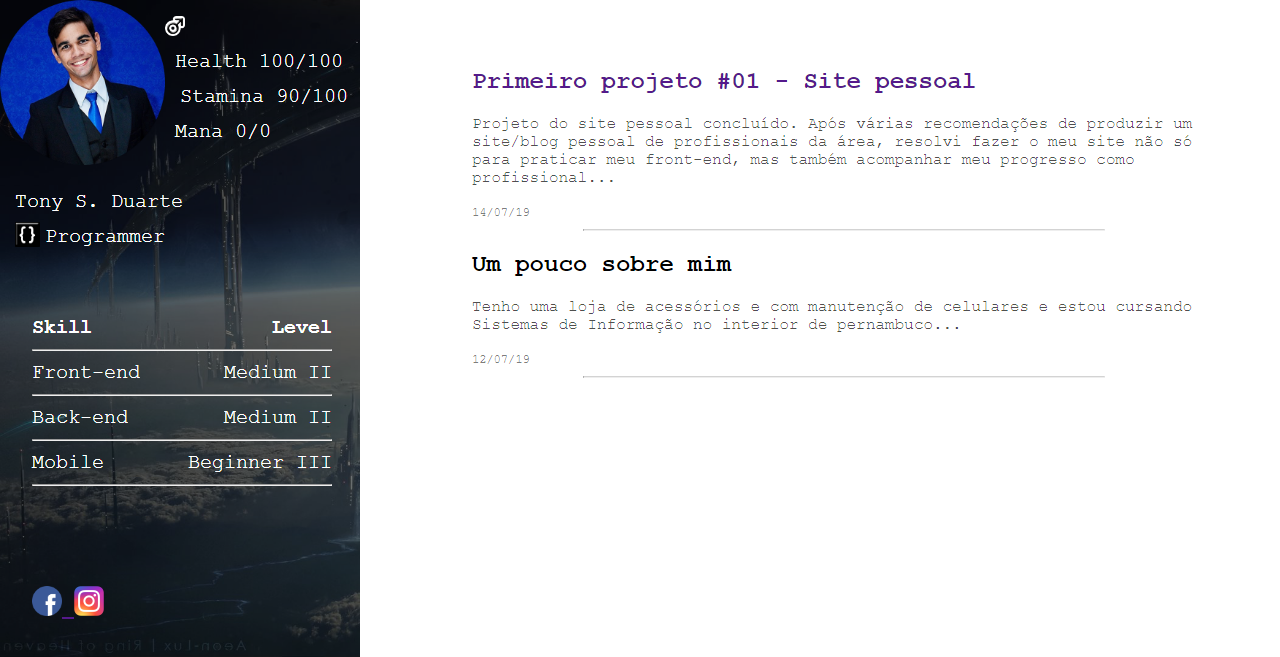 Health 100/100
Stamina 90/100
Mana 0/0
Tony S. Duarte
{} Programmer
Skill Level
Front-end Medium II
Back-end Medium II
Mobile Beginner III
Aeon-Lux | Ring of Heaven
Primeiro projeto #01 - Site pessoal
Projeto do site pessoal concluído. Após várias recomendações de produzir um
site/blog pessoal de profissionais da área, resolvi fazer o meu site não só
para praticar meu front-end, mas também acompanhar meu progresso como
profissional...
14/07/19
Um pouco sobre mim
Tenho uma loja de acessórios e com manutenção de celulares e estou cursando
Sistemas de Informação no interior de pernambuco...
12/07/19